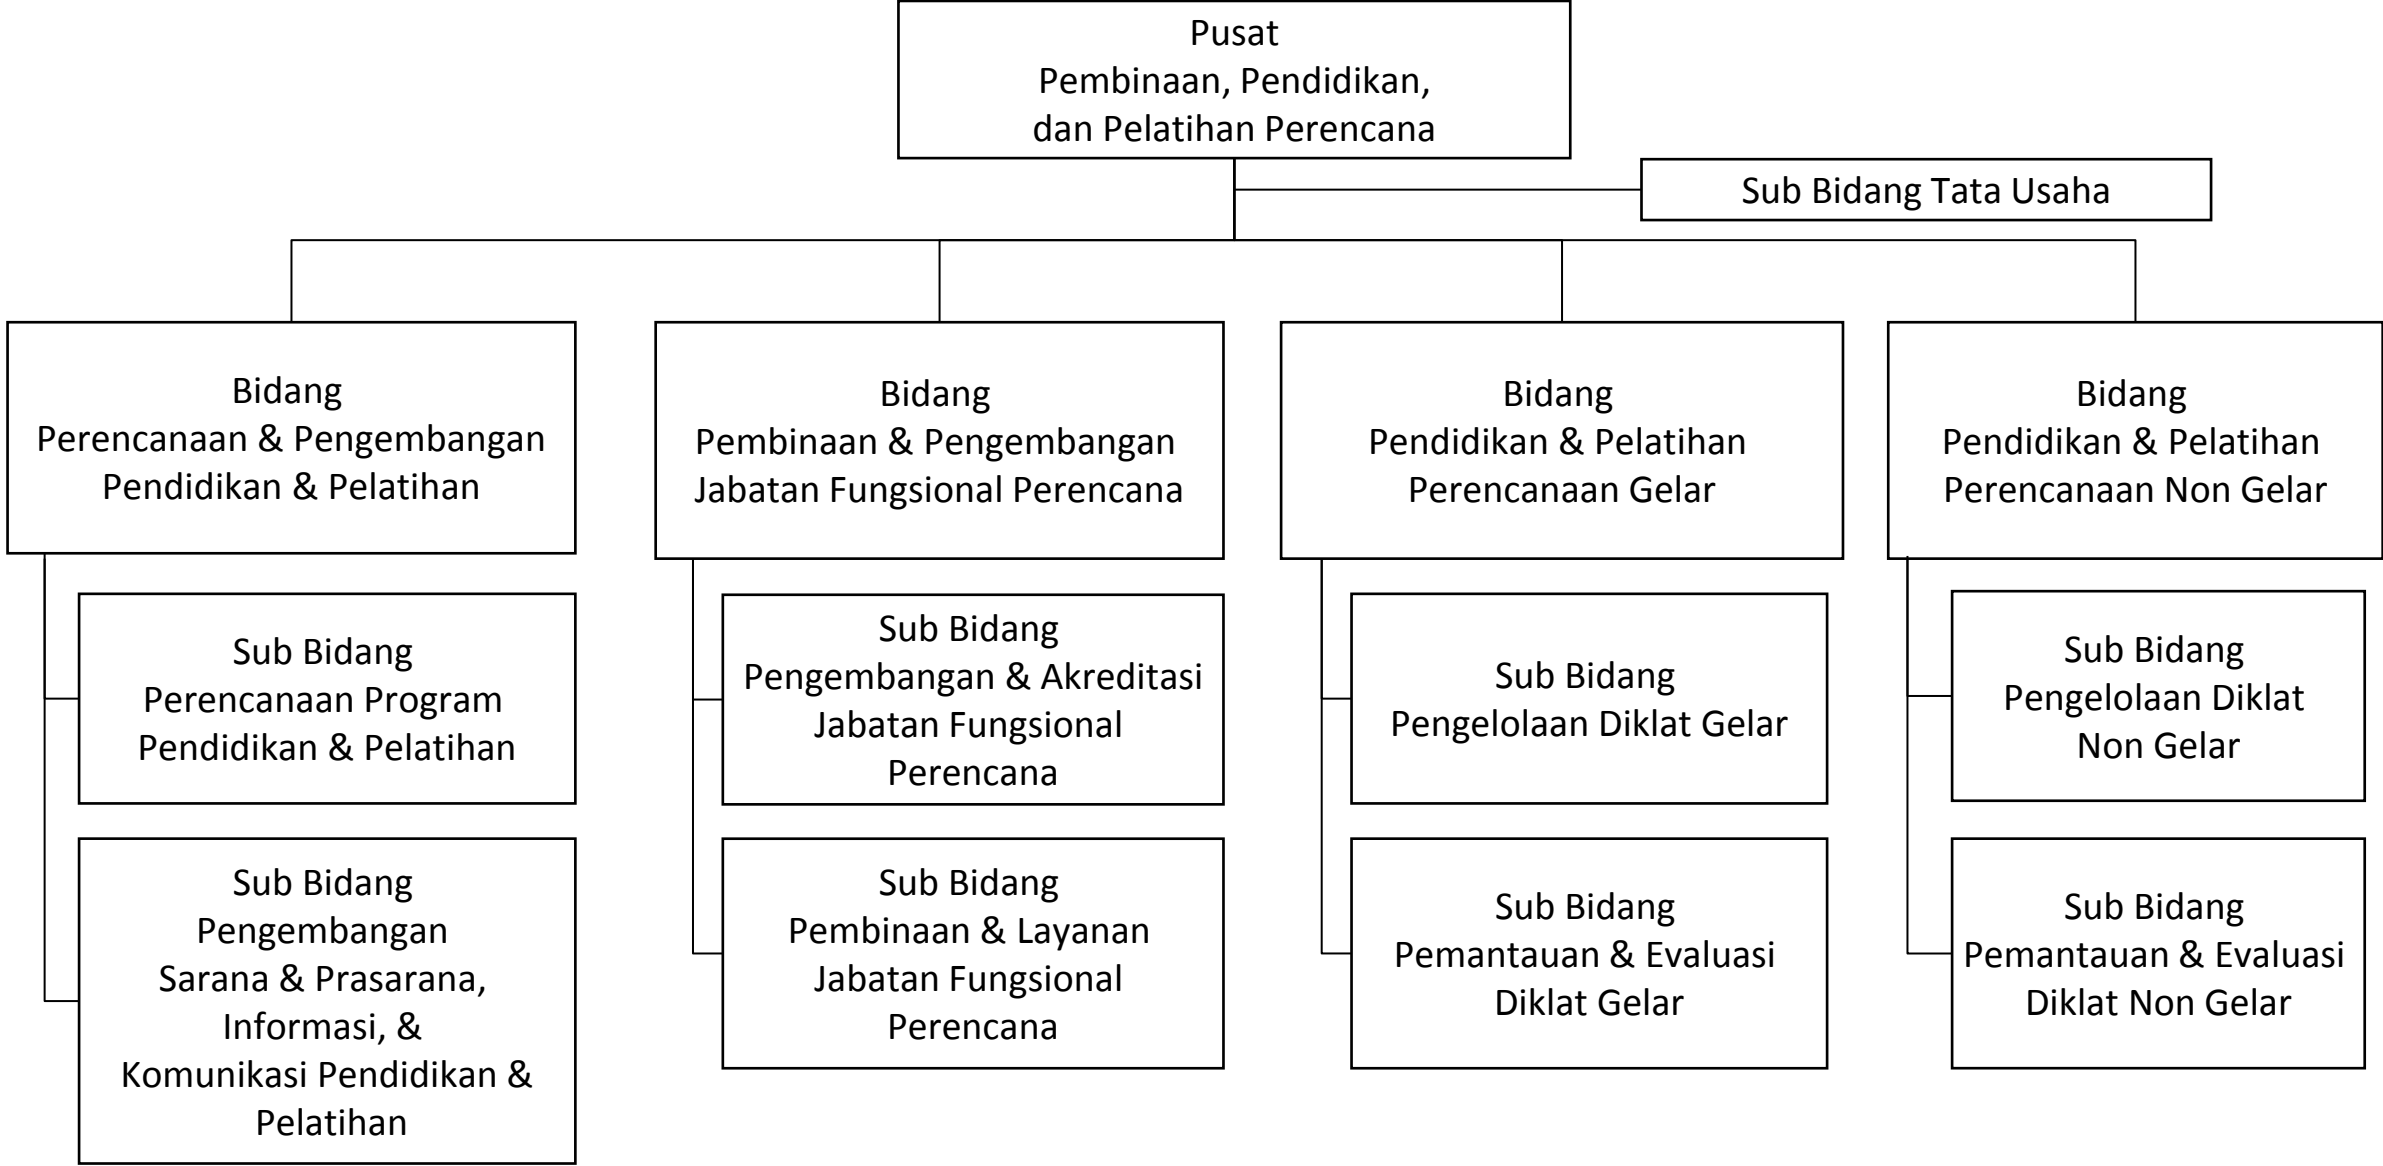 Pusat
Pembinaan, Pendidikan,
dan Pelatihan Perencana
Sub Bidang Tata Usaha
Bidang
Perencanaan & Pengembangan
Pendidikan & Pelatihan
Bidang
Pembinaan & Pengembangan
Jabatan Fungsional Perencana
Bidang
Pendidikan & Pelatihan
Perencanaan Gelar
Bidang
Pendidikan & Pelatihan
Perencanaan Non Gelar
Sub Bidang
Perencanaan Program
Pendidikan & Pelatihan
Sub Bidang
Pengembangan & Akreditasi
Jabatan Fungsional
Perencana
Sub Bidang
Pengelolaan Diklat Gelar
Sub Bidang
Pengelolaan Diklat
Non Gelar
Sub Bidang
Pengembangan
Sarana & Prasarana,
Informasi, &
Komunikasi Pendidikan &
Pelatihan
Sub Bidang
Pembinaan & Layanan
Jabatan Fungsional
Perencana
Sub Bidang
Pemantauan & Evaluasi
Diklat Gelar
Sub Bidang
Pemantauan & Evaluasi
Diklat Non Gelar